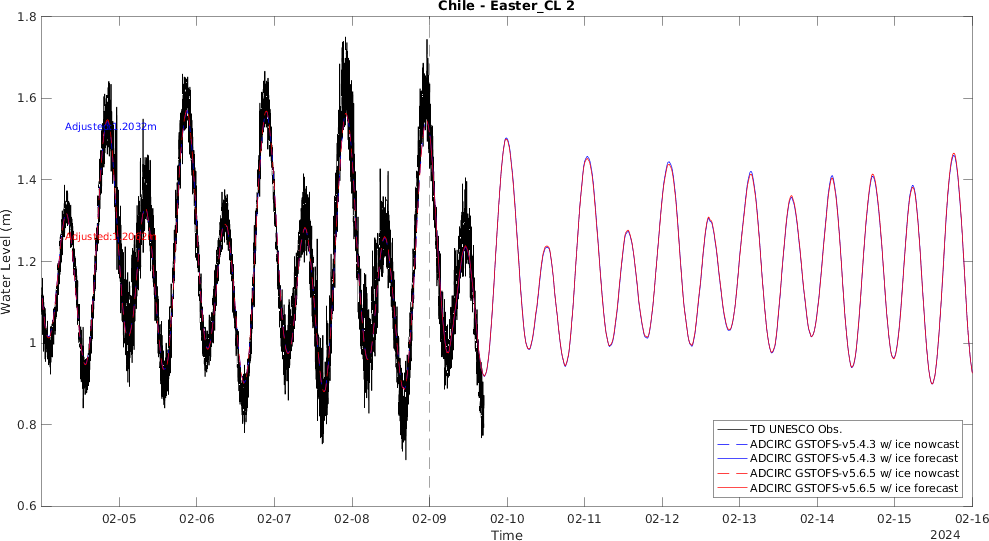 Chile - Easter_CL 2
1.8
1.6
1.4
1.2
1
0.8
0.6
Water Level (m)
Adjusted:1.2032m
02-05
02-06
02-07
02-08
02-09
02-10
02-11
02-12
02-13
02-14
02-15
02-16
Time
2024
TD UNESCO Obs.
ADCIRC GSTOFS-v5.4.3 w/ ice nowcast
ADCIRC GSTOFS-v5.4.3 w/ ice forecast
ADCIRC GSTOFS-v5.6.5 w/ ice nowcast
ADCIRC GSTOFS-v5.6.5 w/ ice forecast